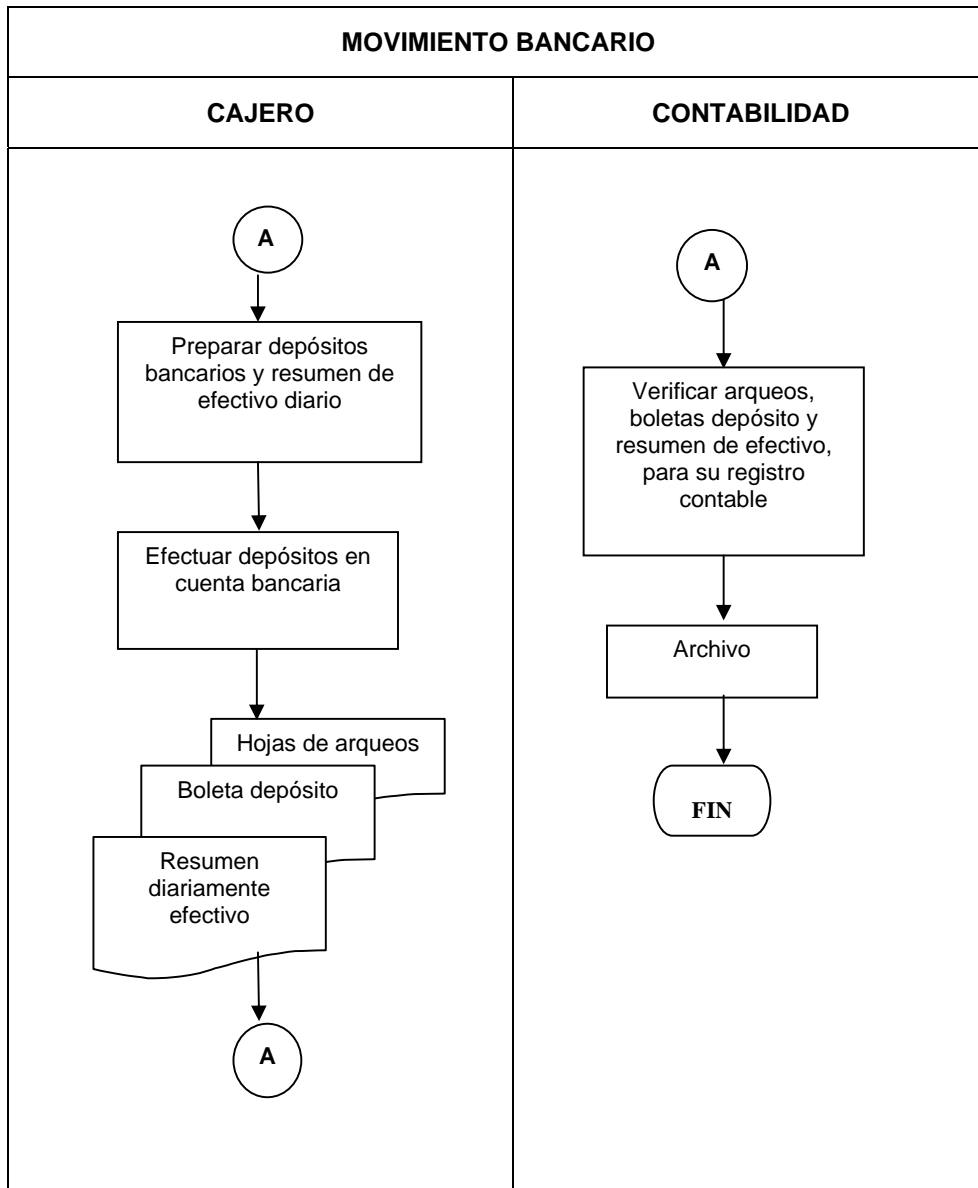 MOVIMIENTO BANCARIO
CAJERO
CONTABILIDAD
A
Preparar depósitos
bancarios y resumen de
efectivo diario
Efectuar depósitos en
cuenta bancaria
Hojas de arqueos
Boleta depósito
Resumen
diariamente
efectivo
A
A
Verificar arqueos,
boletas depósito y
resumen de efectivo,
para su registro
contable
Archivo
FIN